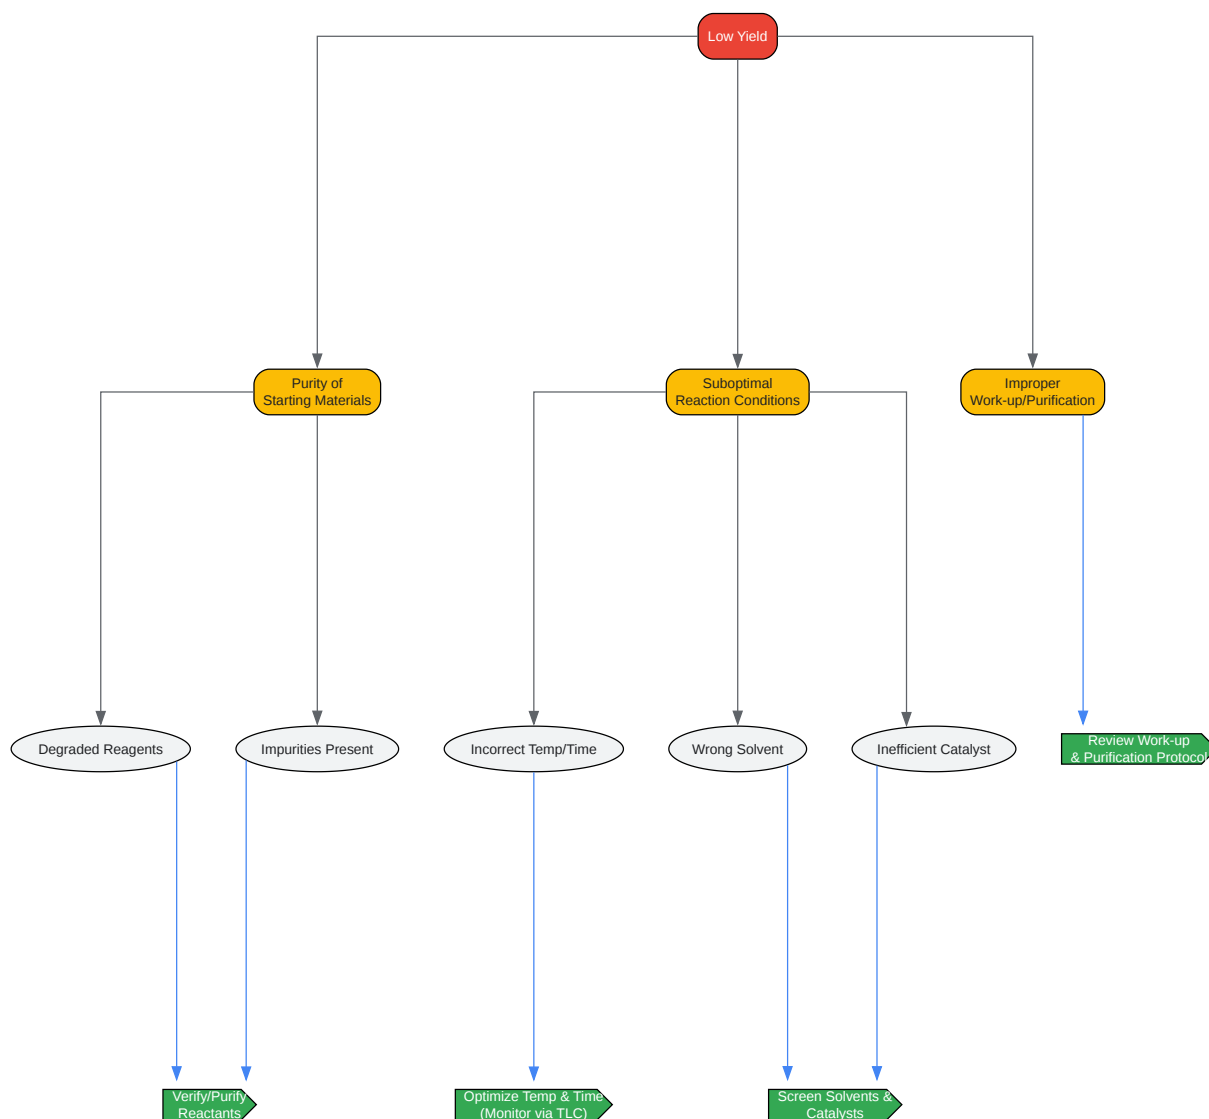 Low Yield
Purity of
Starting Materials
Suboptimal
Reaction Conditions
Improper
Work-up/Purification
Degraded Reagents
Impurities Present
Incorrect Temp/Time
Wrong Solvent
Inefficient Catalyst
Review Work-up
& Purification Protocol
Verify/Purify
Reactants
Optimize Temp & Time
(Monitor via TLC)
Screen Solvents &
Catalysts